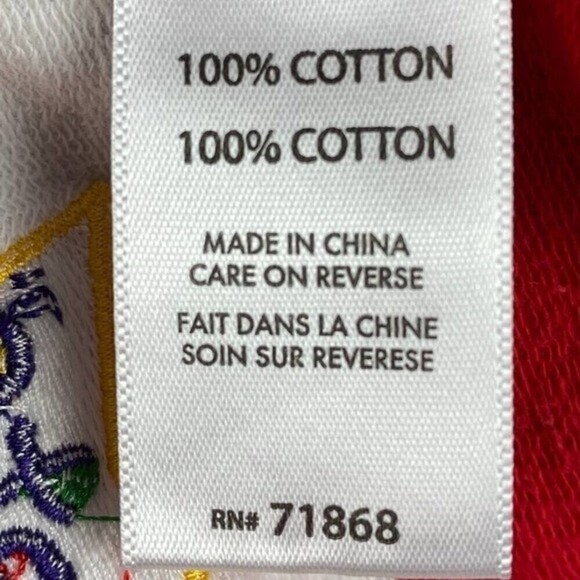 100% COTTON
100% COTTON
MADE IN CHINA
CARE ON REVERSE
FAIT DANS LA CHINE
SOIN SUR REVERESE
RN# 71868